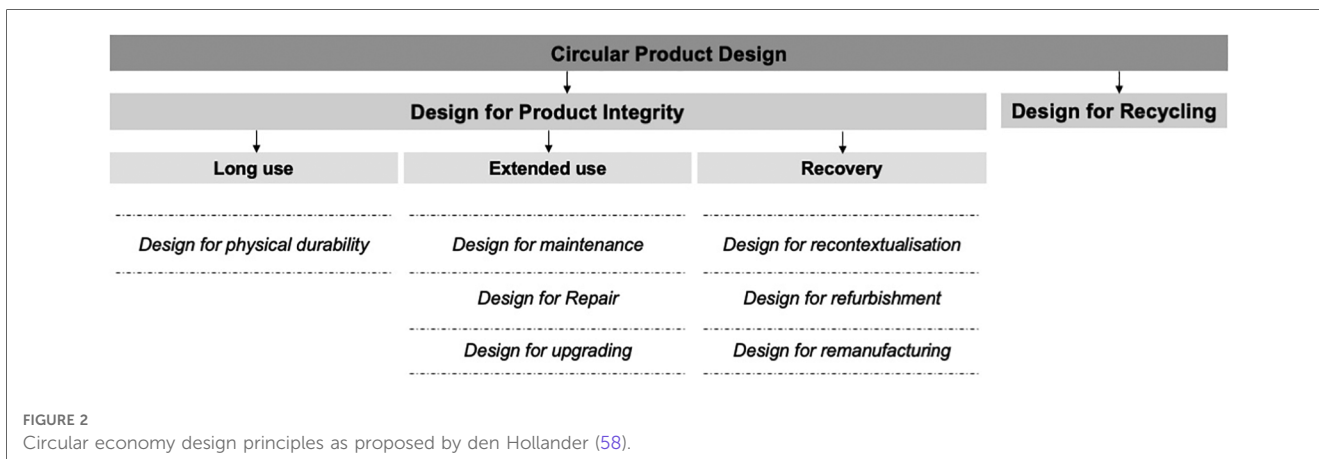 Circular Product Design
Design for Product Integrity
Design for Recycling
Long use
Extended use
Recovery
Design for physical durability
Design for maintenance
Design for recontextualisation
Design for Repair
Design for refurbishment
Design for upgrading
Design for remanufacturing
FIGURE 2
Circular economy design principles as proposed by den Hollander (58).